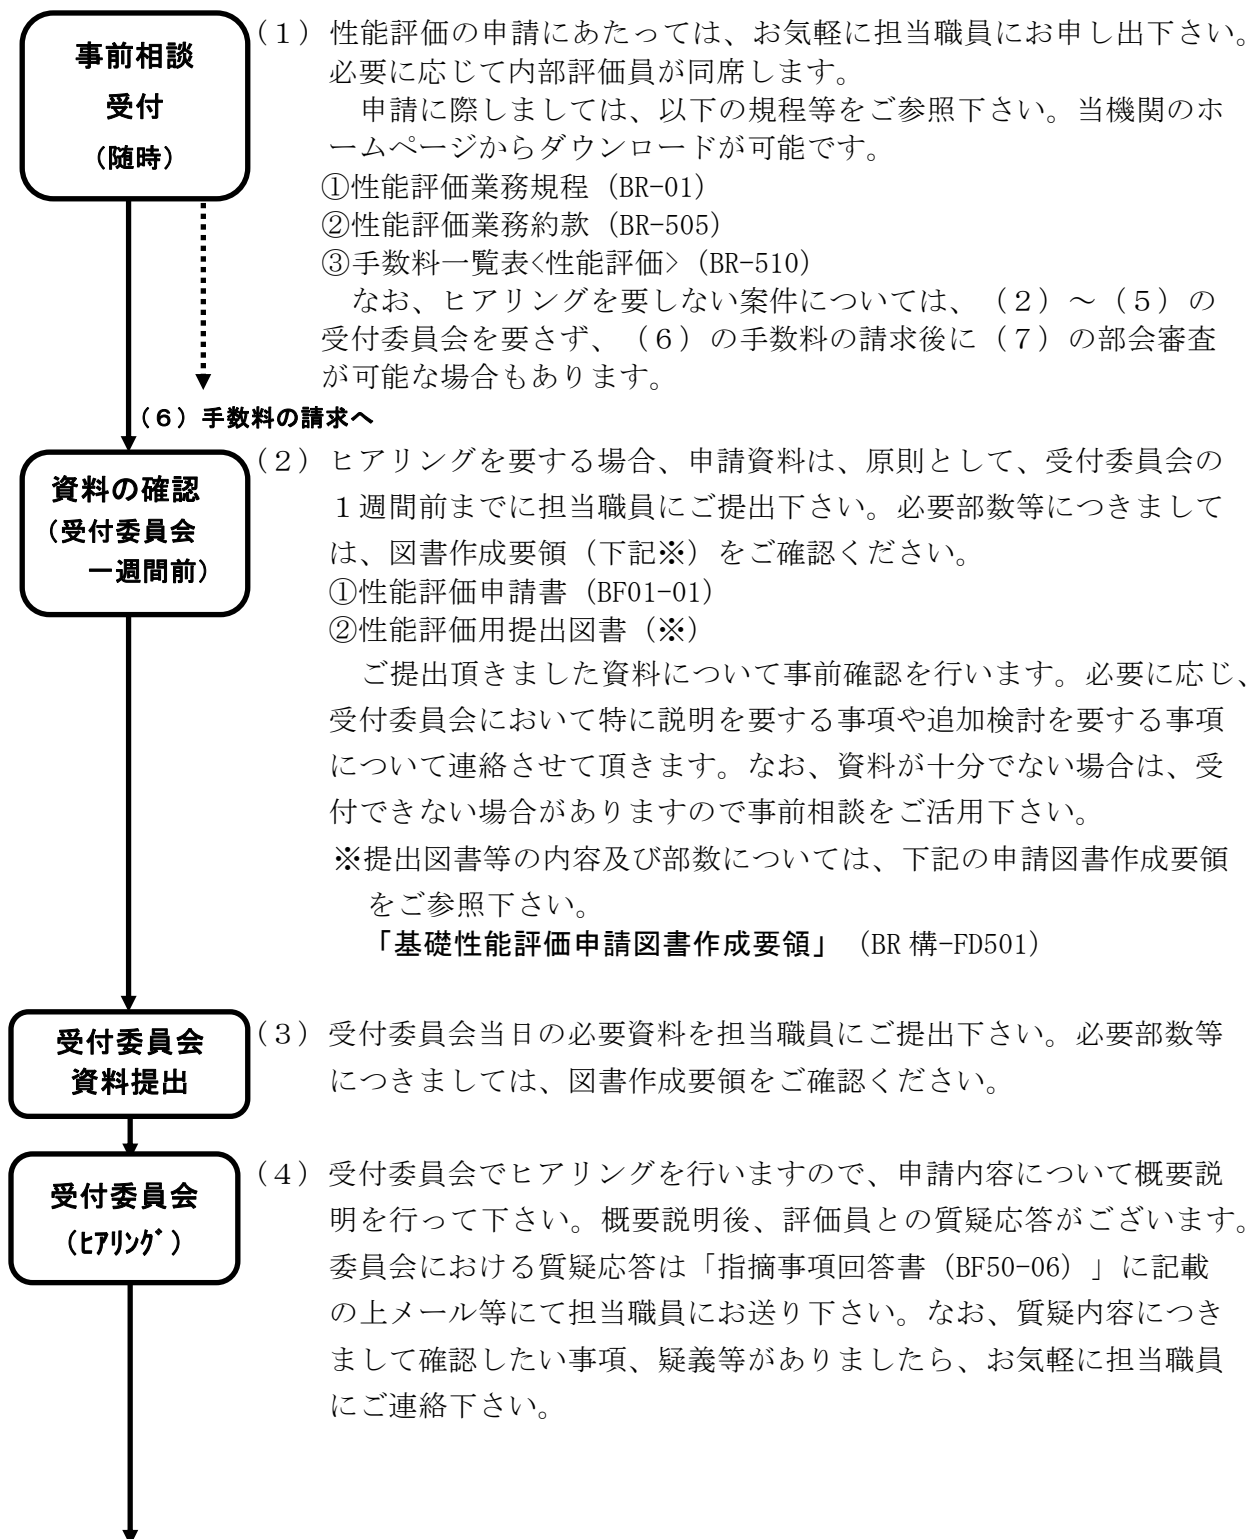 事前相談
受付
（随時）
（１）性能評価の申請にあたっては、お気軽に担当職員にお申し出下さい。
必要に応じて内部評価員が同席します。
申請に際しましては、以下の規程等をご参照下さい。当機関のホ
ームページからダウンロードが可能です。
①性能評価業務規程（BR-01）
②性能評価業務約款（BR-505）
③手数料一覧表<性能評価>（BR-510）
なお、ヒアリングを要しない案件については、（２）～（５）の
受付委員会を要さず、（６）の手数料の請求後に（７）の部会審査
が可能な場合もあります。
（６）手数料の請求へ
資料の確認
（受付委員会
一週間前）
（２）ヒアリングを要する場合、申請資料は、原則として、受付委員会の
１週間前までに担当職員にご提出下さい。必要部数等につきまして
は、図書作成要領（下記※）をご確認ください。
①性能評価申請書（BF01-01）
②性能評価用提出図書（※）
ご提出頂きました資料について事前確認を行います。必要に応じ、
受付委員会において特に説明を要する事項や追加検討を要する事項
について連絡させて頂きます。なお、資料が十分でない場合は、受
付できない場合がありますので事前相談をご活用下さい。
※提出図書等の内容及び部数については、下記の申請図書作成要領
をご参照下さい。
「基礎性能評価申請図書作成要領」（BR構-FD501）
受付委員会
資料提出
（３）受付委員会当日の必要資料を担当職員にご提出下さい。必要部数等
につきましては、図書作成要領をご確認ください。
受付委員会
（ﾋｱﾘﾝｸﾞ）
（４）受付委員会でヒアリングを行いますので、申請内容について概要説
明を行って下さい。概要説明後、評価員との質疑応答がございます。
委員会における質疑応答は「指摘事項回答書（BF50-06）」に記載
の上メール等にて担当職員にお送り下さい。なお、質疑内容につき
まして確認したい事項、疑義等がありましたら、お気軽に担当職員
にご連絡下さい。